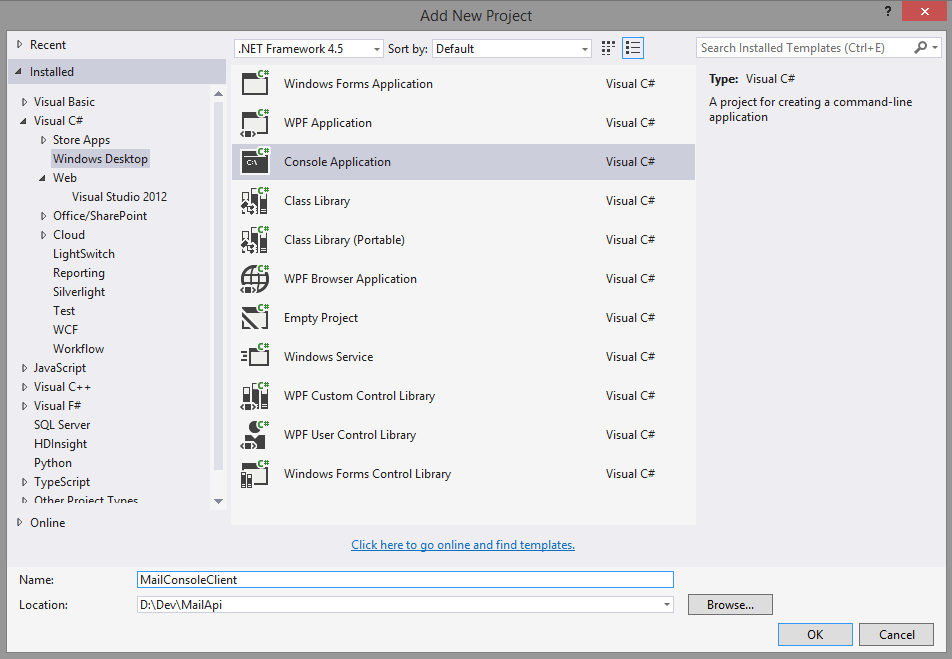 Add New Project
?
Recent
.NET Framework 4.5
Sort by:
Default
Search Installed Templates (Ctrl+E)
Installed
Visual Basic
Visual C#
Store Apps
Windows Desktop
Web
Visual Studio 2012
Office/SharePoint
Cloud
LightSwitch
Reporting
Silverlight
Test
WCF
Workflow
JavaScript
Visual C++
Visual F#
SQL Server
HDInsight
Python
TypeScript
Other Project Types
Online
C# Windows Forms Application Visual C#
C# WPF Application Visual C#
C# C:\ Console Application Visual C#
C# Class Library Visual C#
C# Class Library (Portable) Visual C#
C# WPF Browser Application Visual C#
C# Empty Project Visual C#
C# Windows Service Visual C#
C# WPF Custom Control Library Visual C#
C# WPF User Control Library Visual C#
C# Windows Forms Control Library Visual C#
Type: Visual C#
A project for creating a command-line
application
Click here to go online and find templates.
Name:
MailConsoleClient
Location:
D:\Dev\MailApi
Browse...
OK
Cancel